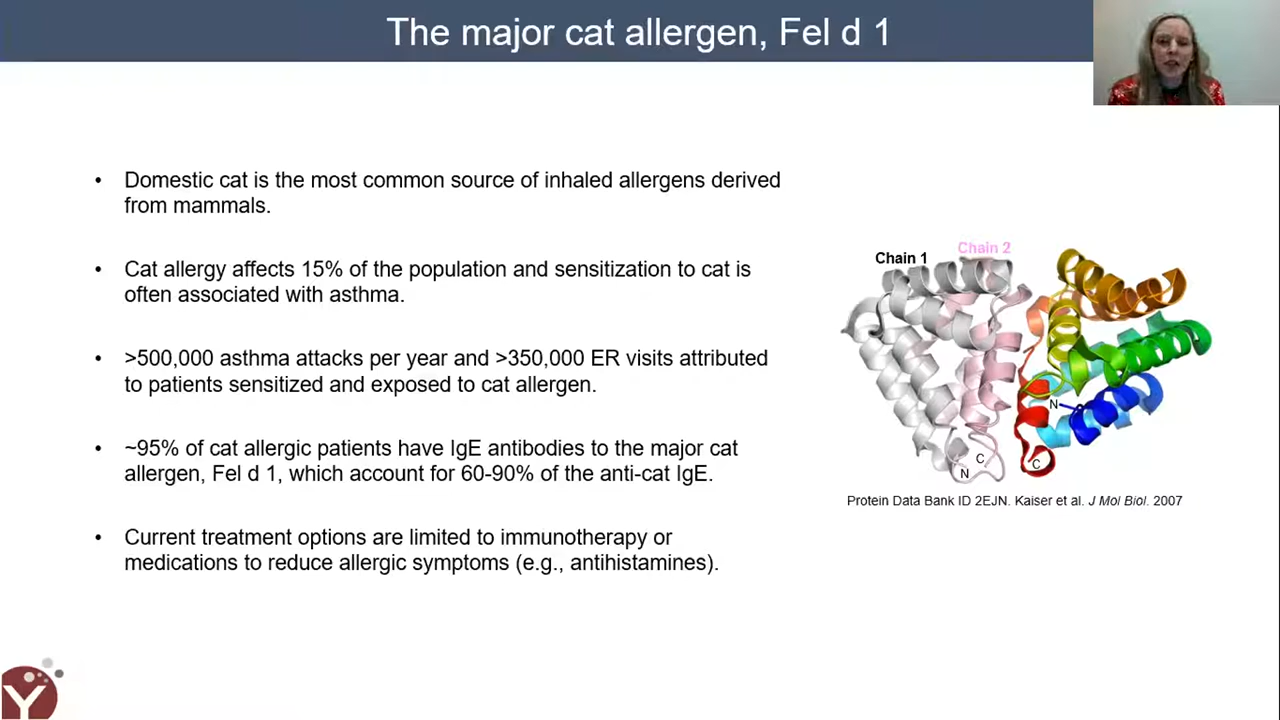 The major cat allergen, Fel d 1
• Domestic cat is the most common source of inhaled allergens derived
from mammals.
• Cat allergy affects 15% of the population and sensitization to cat is
often associated with asthma.
• >500,000 asthma attacks per year and >350,000 ER visits attributed
to patients sensitized and exposed to cat allergen.
• ~95% of cat allergic patients have IgE antibodies to the major cat
allergen, Fel d 1, which account for 60-90% of the anti-cat IgE.
• Current treatment options are limited to immunotherapy or
medications to reduce allergic symptoms (e.g., antihistamines).
Chain 2
Chain 1
N
C
N
C
Protein Data Bank ID 2EJN. Kaiser et al. J Mol Biol. 2007
Y